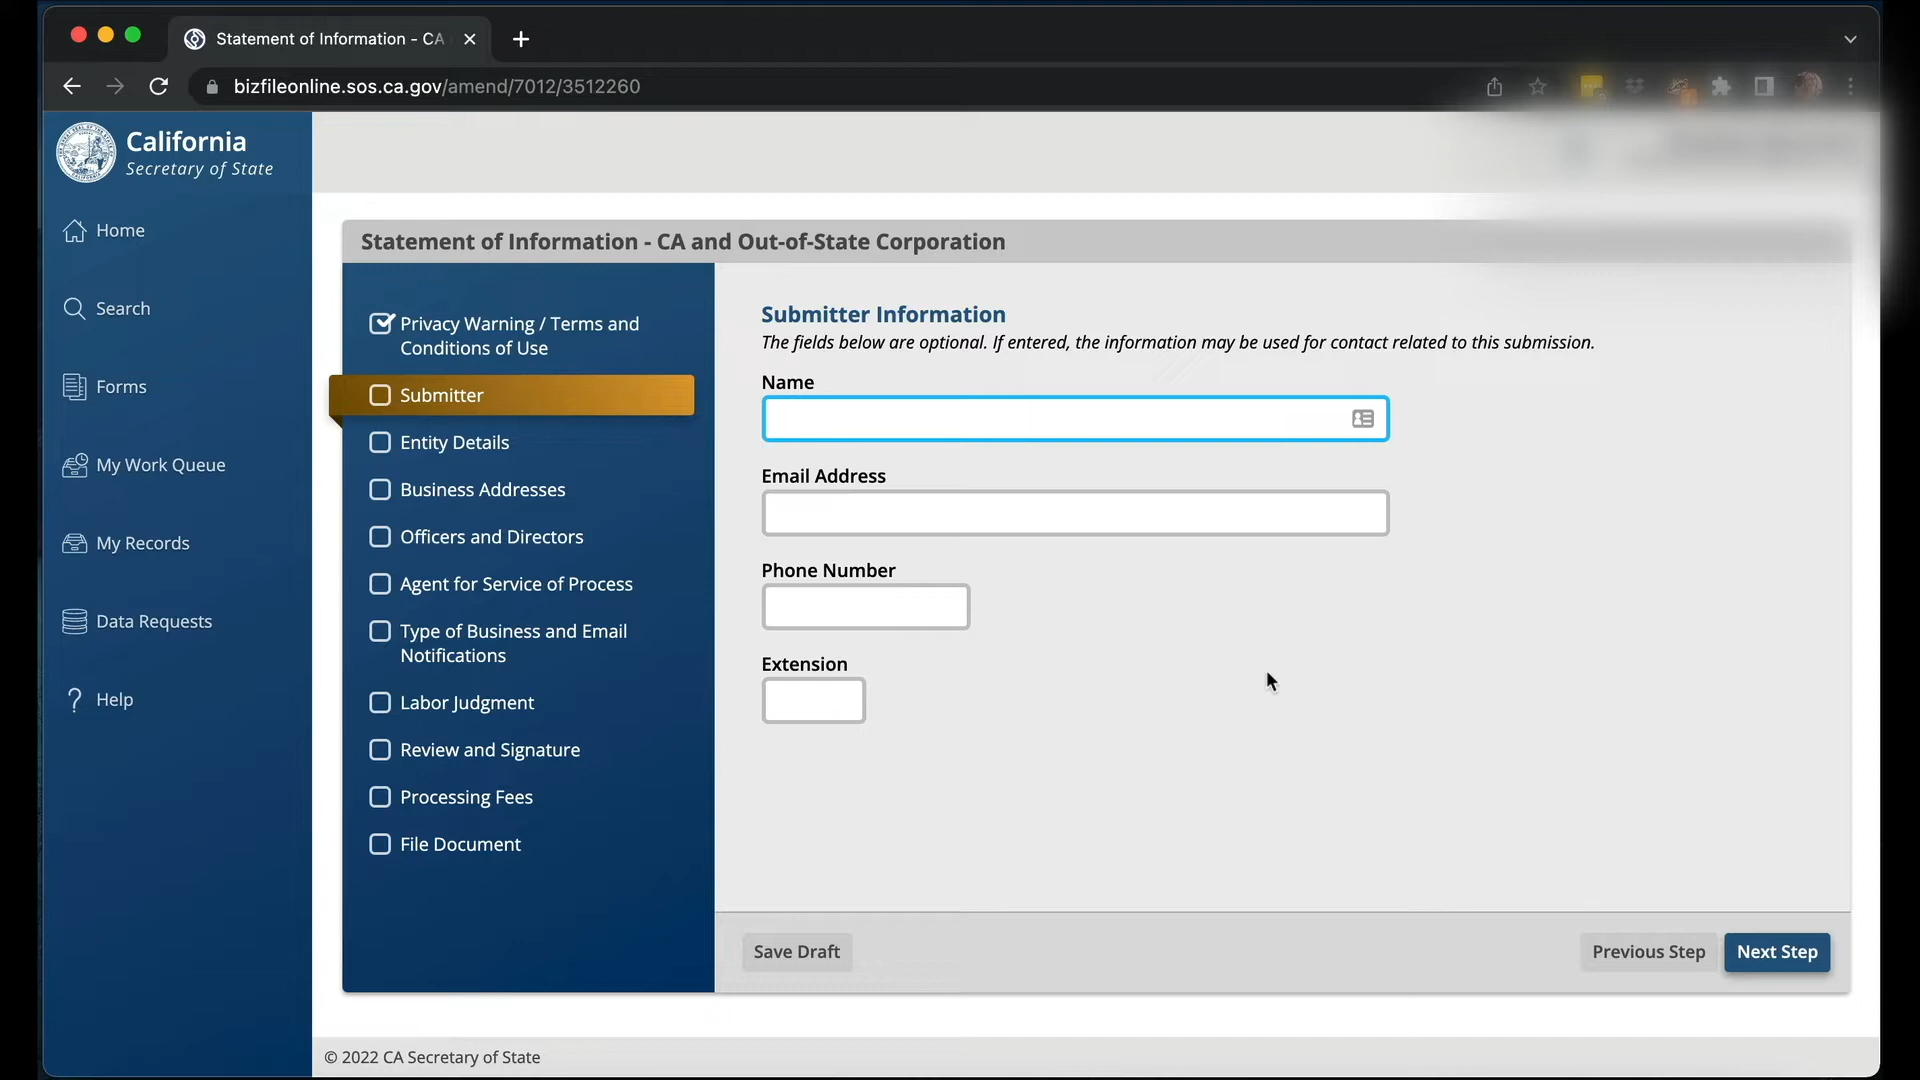 Statement of Information - CA
bizfileonline.sos.ca.gov/amend/7012/3512260
California
Secretary of State
Home
Search
Forms
My Work Queue
My Records
Data Requests
Help
Statement of Information - CA and Out-of-State Corporation
Privacy Warning / Terms and
Conditions of Use
Submitter
Entity Details
Business Addresses
Officers and Directors
Agent for Service of Process
Type of Business and Email
Notifications
Labor Judgment
Review and Signature
Processing Fees
File Document
Submitter Information
The fields below are optional. If entered, the information may be used for contact related to this submission.
Name
Email Address
Phone Number
Extension
Save Draft
Previous Step
Next Step
© 2022 CA Secretary of State